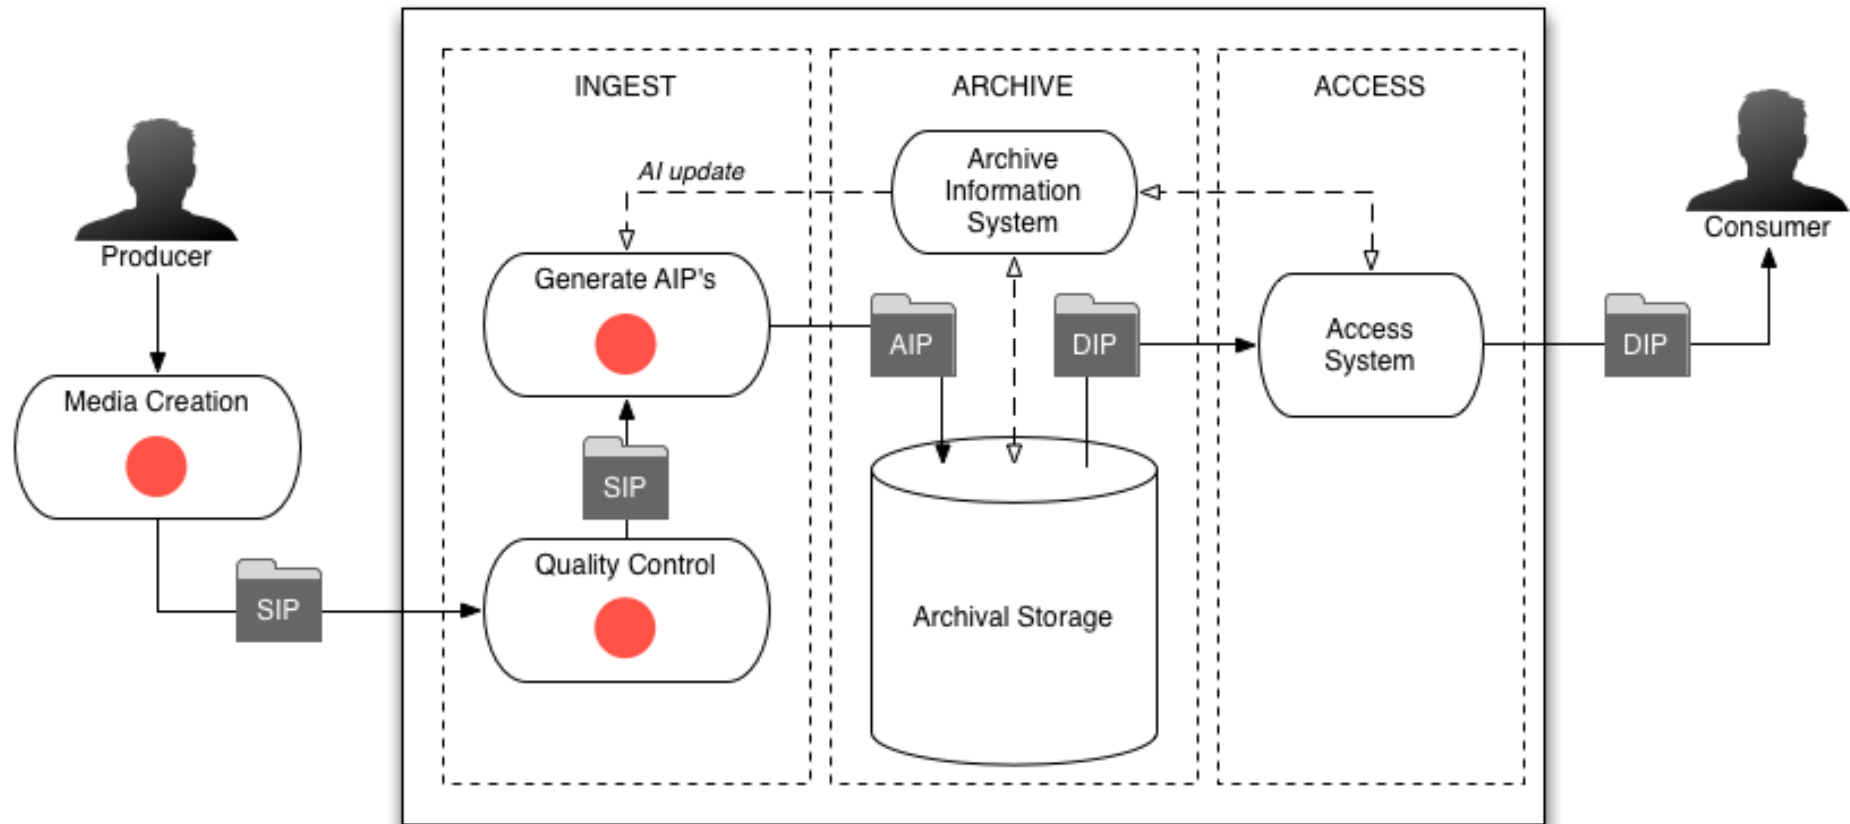 INGEST
ARCHIVE
ACCESS
Producer
Media Creation
SIP
AI update
Generate AIP's
SIP
Quality Control
Archive
Information
System
AIP
DIP
Archival Storage
Access
System
DIP
Consumer